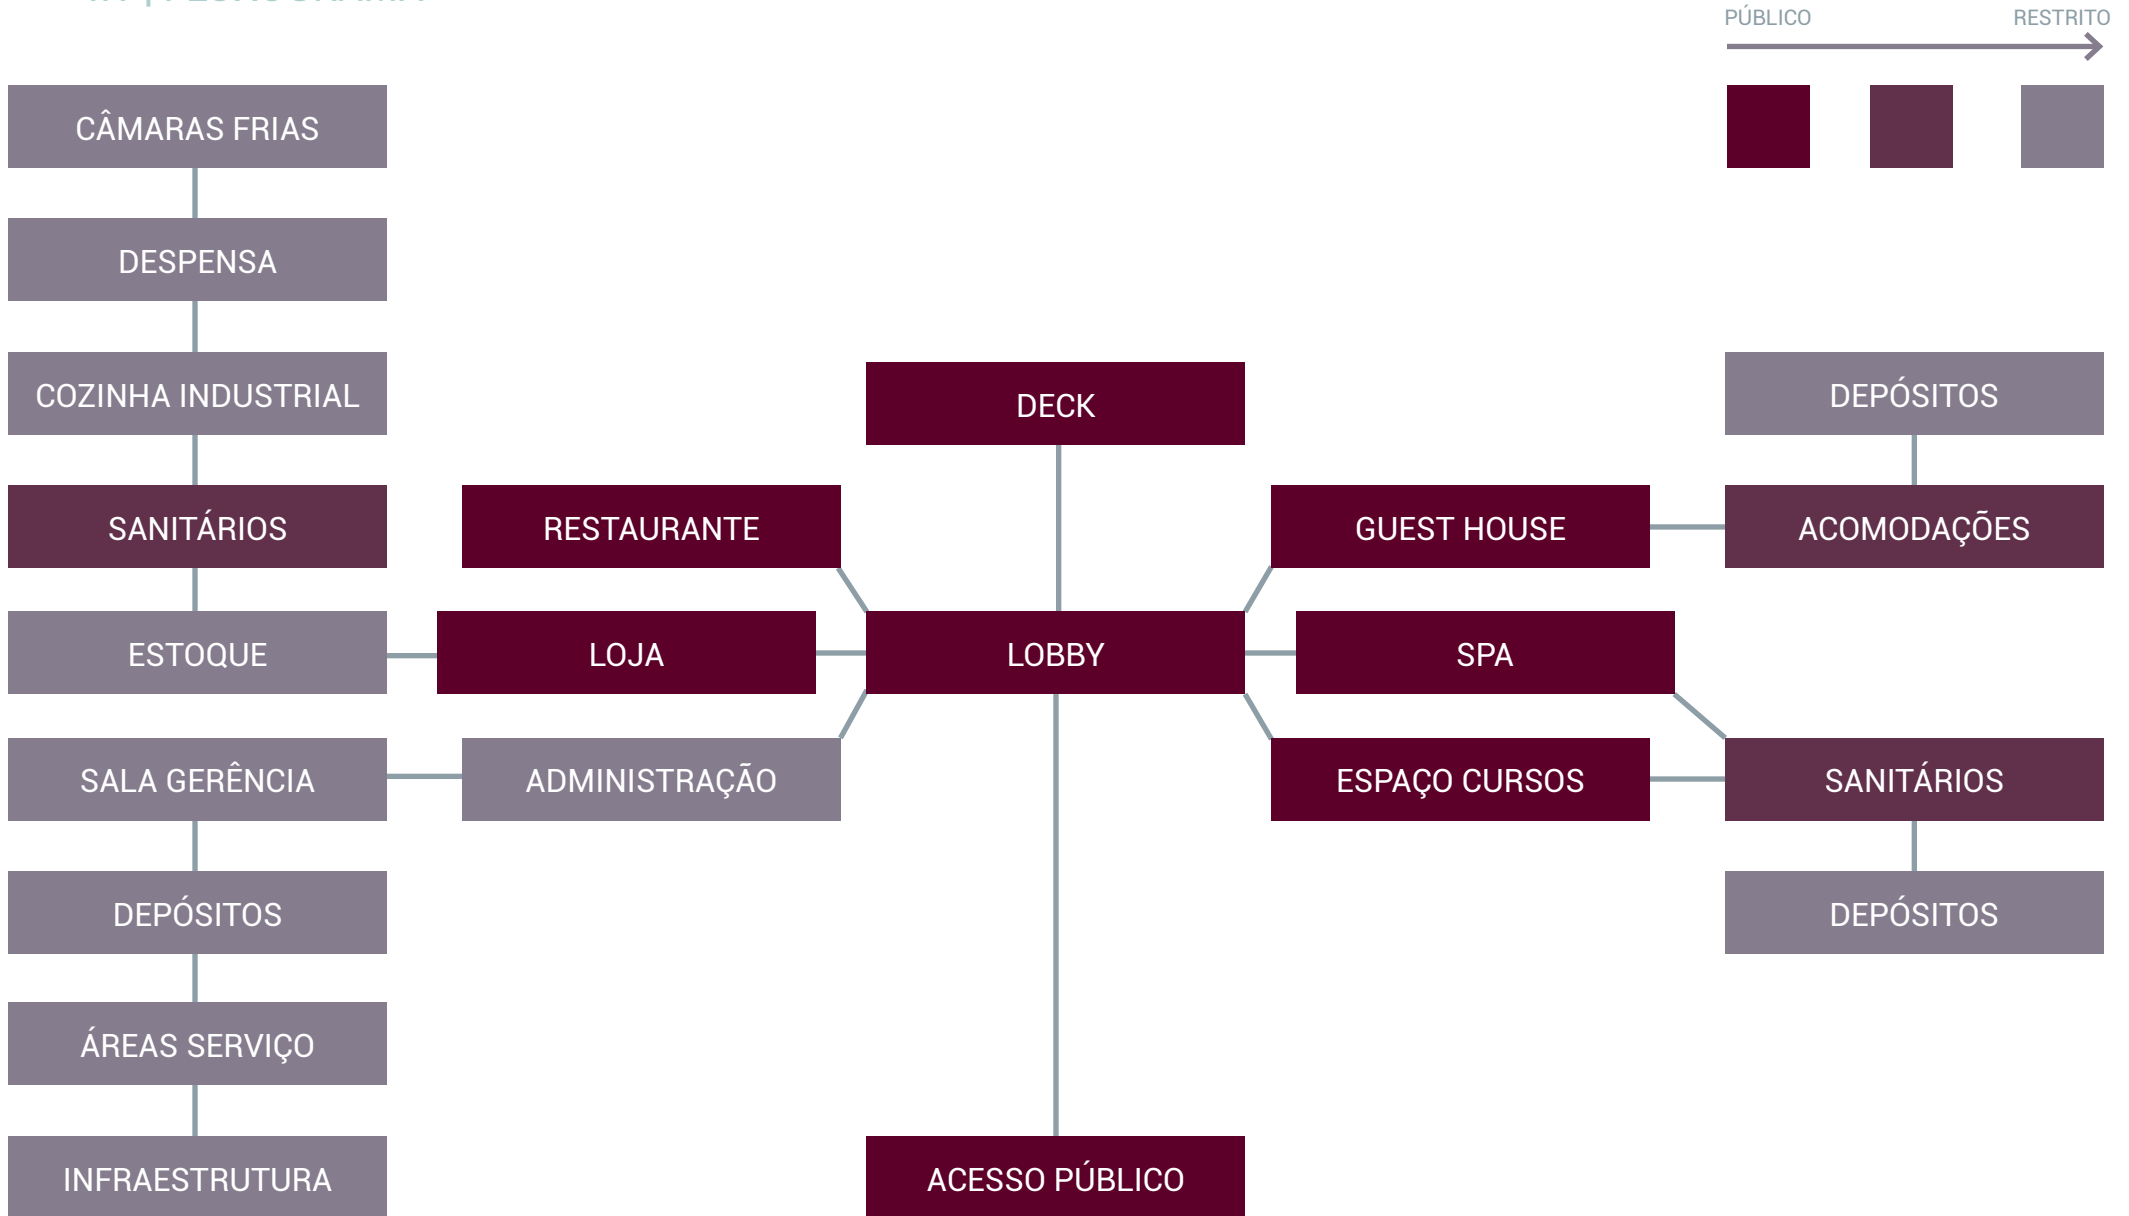 PÚBLICO
RESTRITO
CÂMARAS FRIAS
DESPENSA
COZINHA INDUSTRIAL
DECK
DEPÓSITOS
SANITÁRIOS
RESTAURANTE
GUEST HOUSE
ACOMODAÇÕES
ESTOQUE
LOJA
LOBBY
SPA
SALA GERÊNCIA
ADMINISTRAÇÃO
ESPAÇO CURSOS
SANITÁRIOS
DEPÓSITOS
DEPÓSITOS
ÁREAS SERVIÇO
INFRAESTRUTURA
ACESSO PÚBLICO